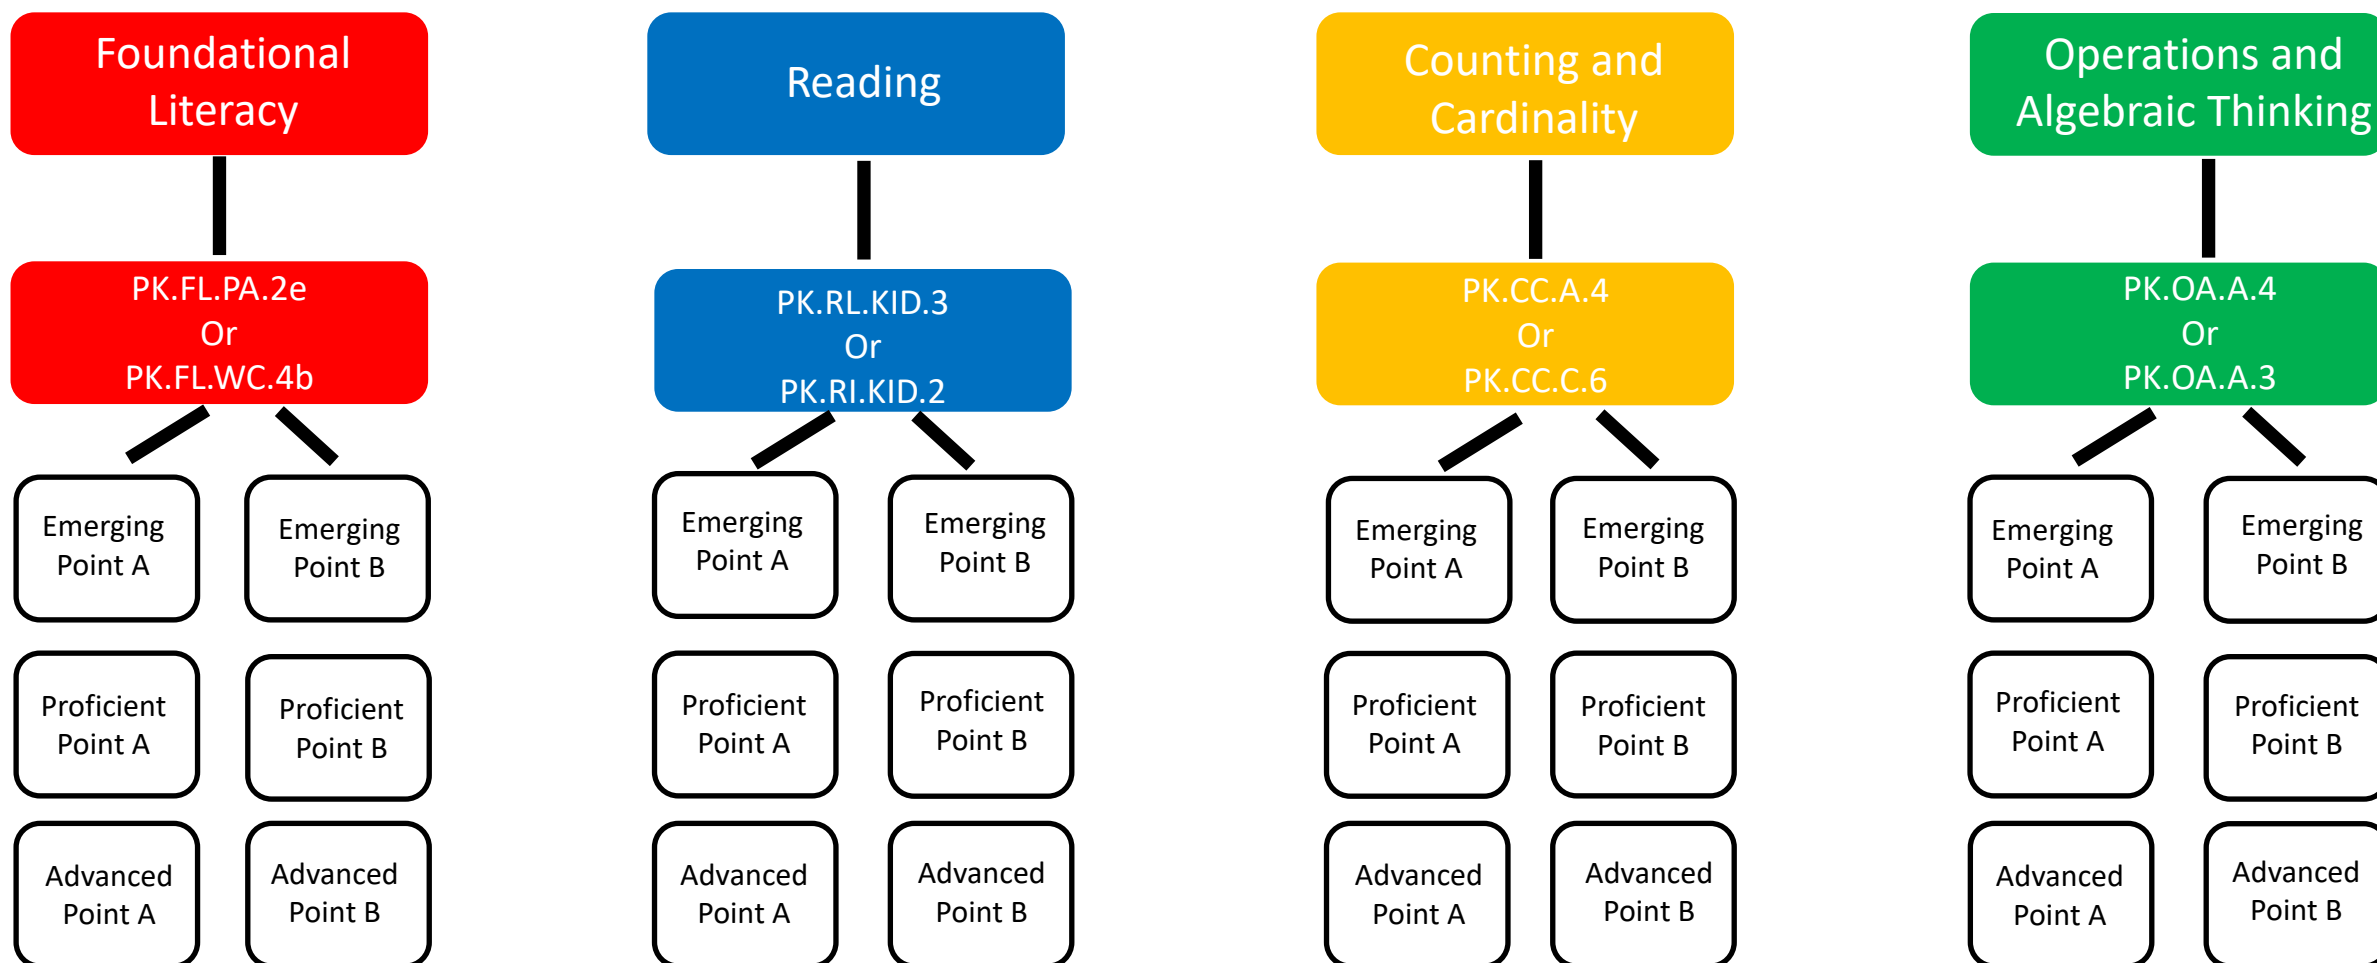 Foundational
Literacy
Reading
Counting and
Cardinality
Operations and
Algebraic Thinking
PK.FL.PA.2e
Or
PK.FL.WC.4b
PK.RL.KID.3
Or
PK.RI.KID.2
PK.CC.A.4
Or
PK.CC.C.6
PK.OA.A.4
Or
PK.OA.A.3
Emerging
Point A
Emerging
Point B
Emerging
Point A
Emerging
Point B
Emerging
Point A
Emerging
Point B
Emerging
Point A
Emerging
Point B
Proficient
Point A
Proficient
Point B
Proficient
Point A
Proficient
Point B
Proficient
Point A
Proficient
Point B
Proficient
Point A
Proficient
Point B
Advanced
Point A
Advanced
Point B
Advanced
Point A
Advanced
Point B
Advanced
Point A
Advanced
Point B
Advanced
Point A
Advanced
Point B